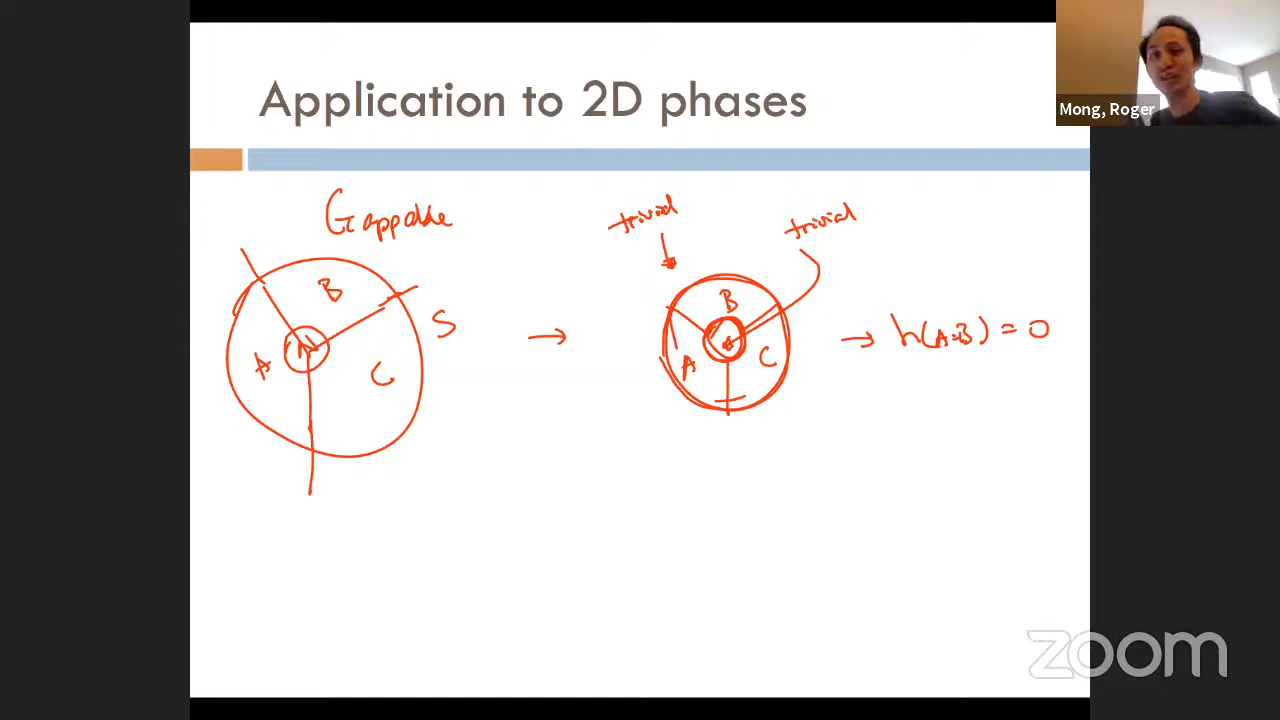 Application to 2D phases
Mong, Roger
Gappable
trivial
trivial
B
S
A
C
→
B
A
C
→ h(A:B) = 0
zoom